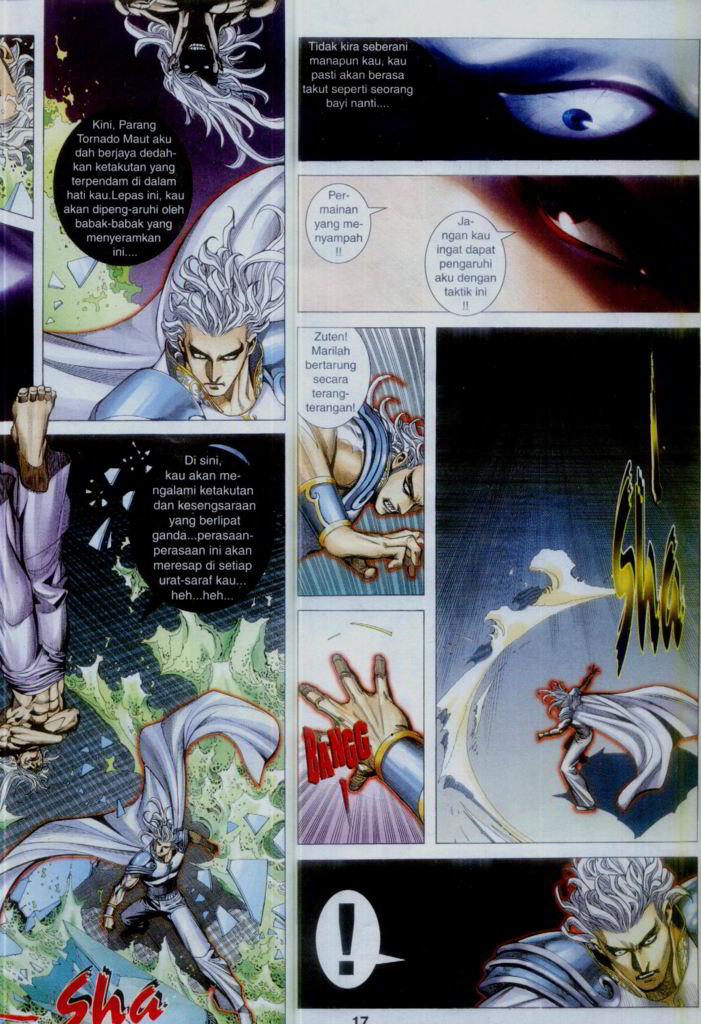 Kini, Parang
Tornado Maut aku
dah berjaya dedah-
kan ketakutan yang
terpendam di dalam
hati kau.Lepas ini, kau
akan dipeng-aruhi oleh
babak-babak yang
menyeramkan
ini....
Di sini,
kau akan me-
ngalami ketakutan
dan kesengsaraan
yang berlipat
ganda...perasaan-
perasaan ini akan
meresap di setiap
urat-saraf kau...
heh...heh...
Sha
Tidak kira seberani
manapun kau, kau
pasti akan berasa
takut seperti seorang
bayi nanti....
Per-
mainan
yang me-
nyampah
!!
Ja-
ngan kau
ingat dapat
pengaruhi
aku dengan
taktik ini
!!
Zuten!
Marilah
bertarung
secara
terang-
terangan!
Sha
BANGG
!
!
17